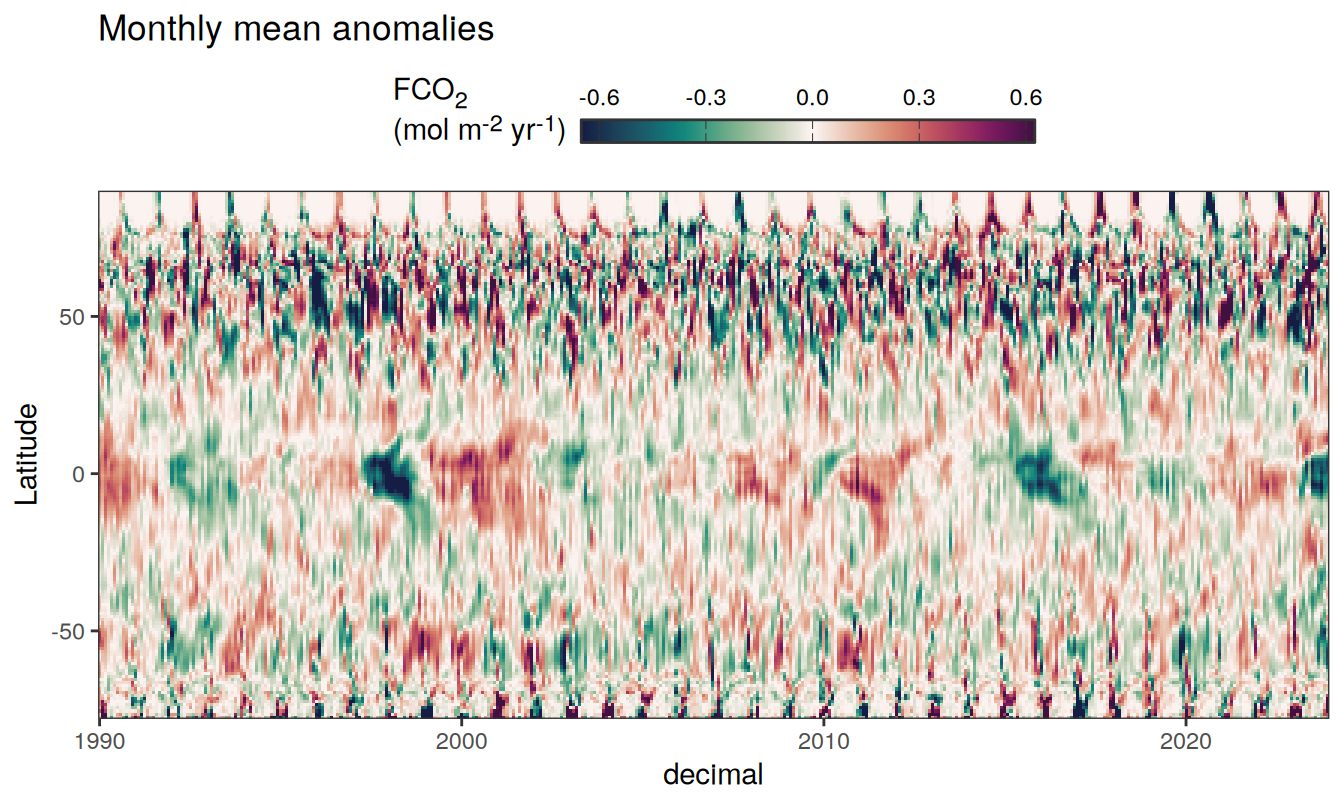 Monthly mean anomalies
FCO₂
(mol m⁻² yr⁻¹)
-0.6 -0.3 0.0 0.3 0.6
Latitude
50
0
-50
1990 2000 2010 2020
decimal